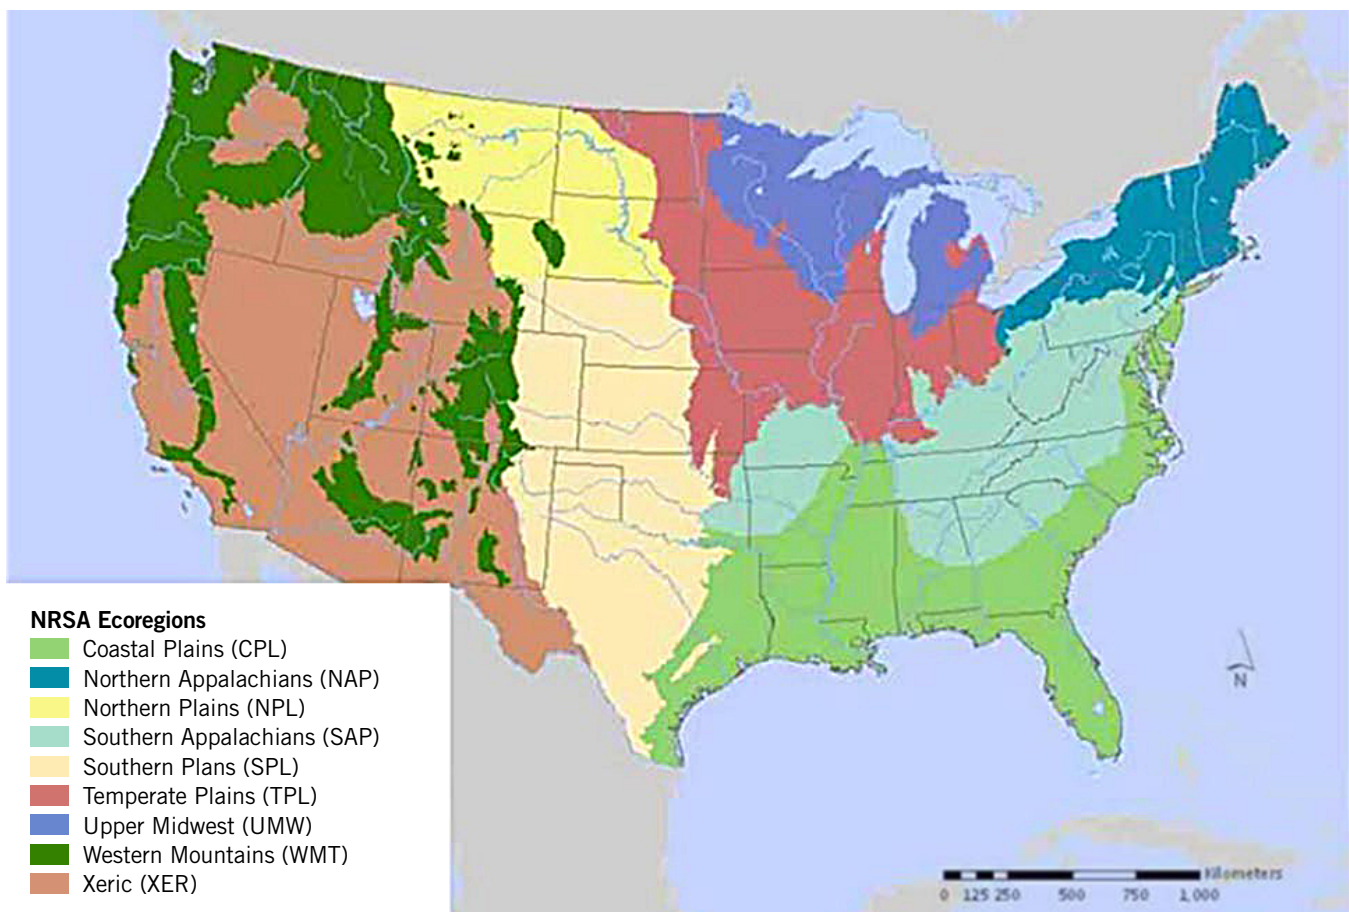 NRSA Ecoregions
Coastal Plains (CPL)
Northern Appalachians (NAP)
Northern Plains (NPL)
Southern Appalachians (SAP)
Southern Plans (SPL)
Temperate Plains (TPL)
Upper Midwest (UMW)
Western Mountains (WMT)
Xeric (XER)
N
Kilometers
0 125 250 500 750 1,000